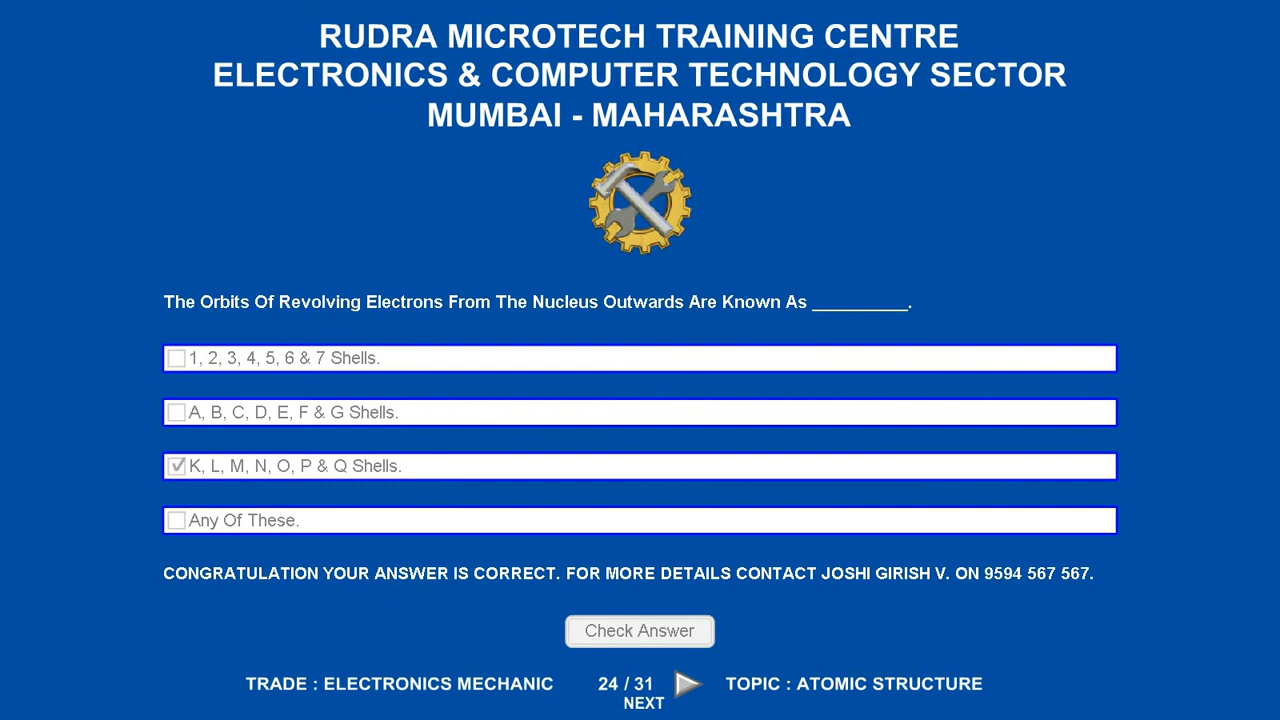 RUDRA MICROTECH TRAINING CENTRE
ELECTRONICS & COMPUTER TECHNOLOGY SECTOR
MUMBAI - MAHARASHTRA
The Orbits Of Revolving Electrons From The Nucleus Outwards Are Known As __________.
1, 2, 3, 4, 5, 6 & 7 Shells.
A, B, C, D, E, F & G Shells.
K, L, M, N, O, P & Q Shells.
Any Of These.
CONGRATULATION YOUR ANSWER IS CORRECT. FOR MORE DETAILS CONTACT JOSHI GIRISH V. ON 9594 567 567.
Check Answer
TRADE : ELECTRONICS MECHANIC 24 / 31 TOPIC : ATOMIC STRUCTURE
NEXT